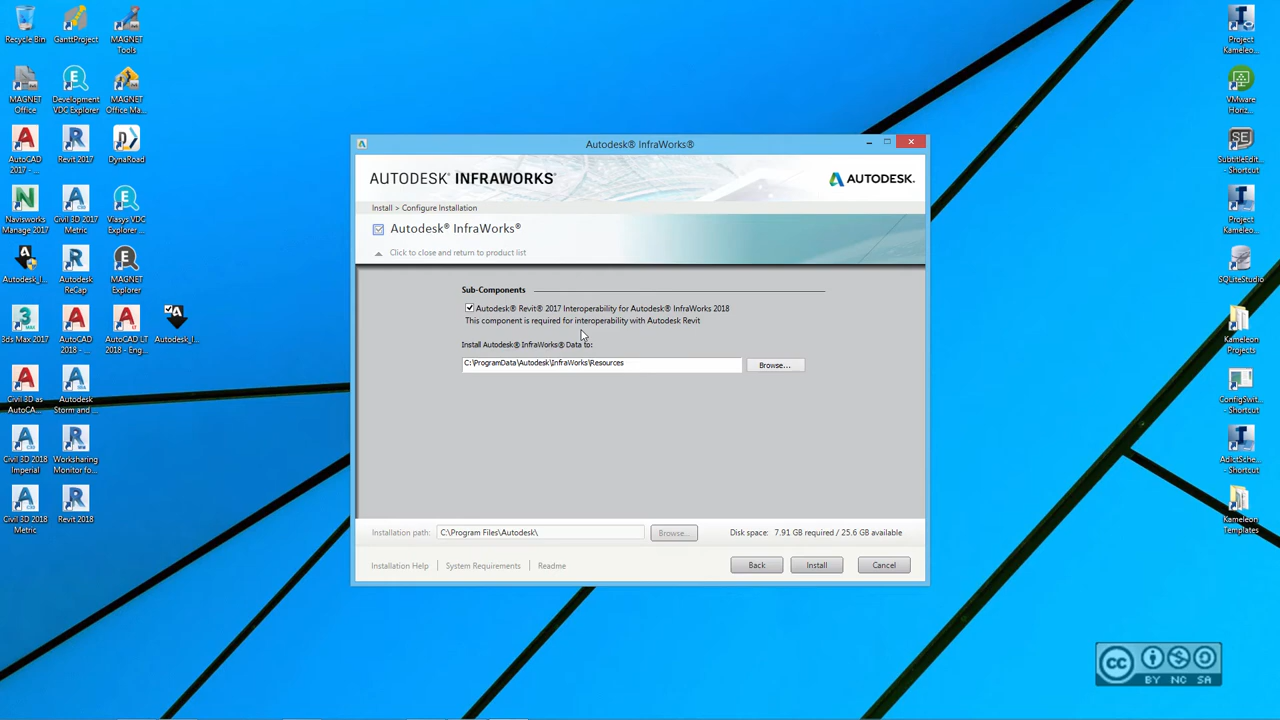 Recycle Bin
GanttProject
MAGNET
Tools
MAGNET
Office
Development
VDC Explorer
MAGNET
Office Ma...
AutoCAD
2017 - ...
Revit 2017
DynaRoad
Navisworks
Manage 2017
Civil 3D 2017
Metric
Viasys VDC
Explorer ...
Autodesk_I...
Autodesk
ReCap
MAGNET
Explorer
3ds Max 2017
AutoCAD
2018 - ...
AutoCAD LT
2018 - Eng...
Autodesk_I...
Civil 3D as
AutoCA...
Autodesk
Storm and ...
Civil 3D 2018
Imperial
Worksharing
Monitor fo...
Civil 3D 2018
Metric
Revit 2018
Autodesk® InfraWorks®
AUTODESK® INFRAWORKS®
AUTODESK.
Install > Configure Installation
Autodesk® InfraWorks®
Click to close and return to product list
Sub-Components
Autodesk® Revit® 2017 Interoperability for Autodesk® InfraWorks 2018
This component is required for interoperability with Autodesk Revit
Install Autodesk® InfraWorks® Data to:
C:\ProgramData\Autodesk\InfraWorks\Resources
Browse...
Installation path:
C:\Program Files\Autodesk\
Browse...
Disk space: 7.91 GB required / 25.6 GB available
Installation Help
System Requirements
Readme
Back
Install
Cancel
Project
Kameleo...
VMware
Horiz...
SubtitleEdit
- Shortcut
Project
Kameleo...
SQLiteStudio
Kameleon
Projects
ConfigSwit...
- Shortcut
AdictSche...
- Shortcut
Kameleon
Templates
CC
BY NC SA